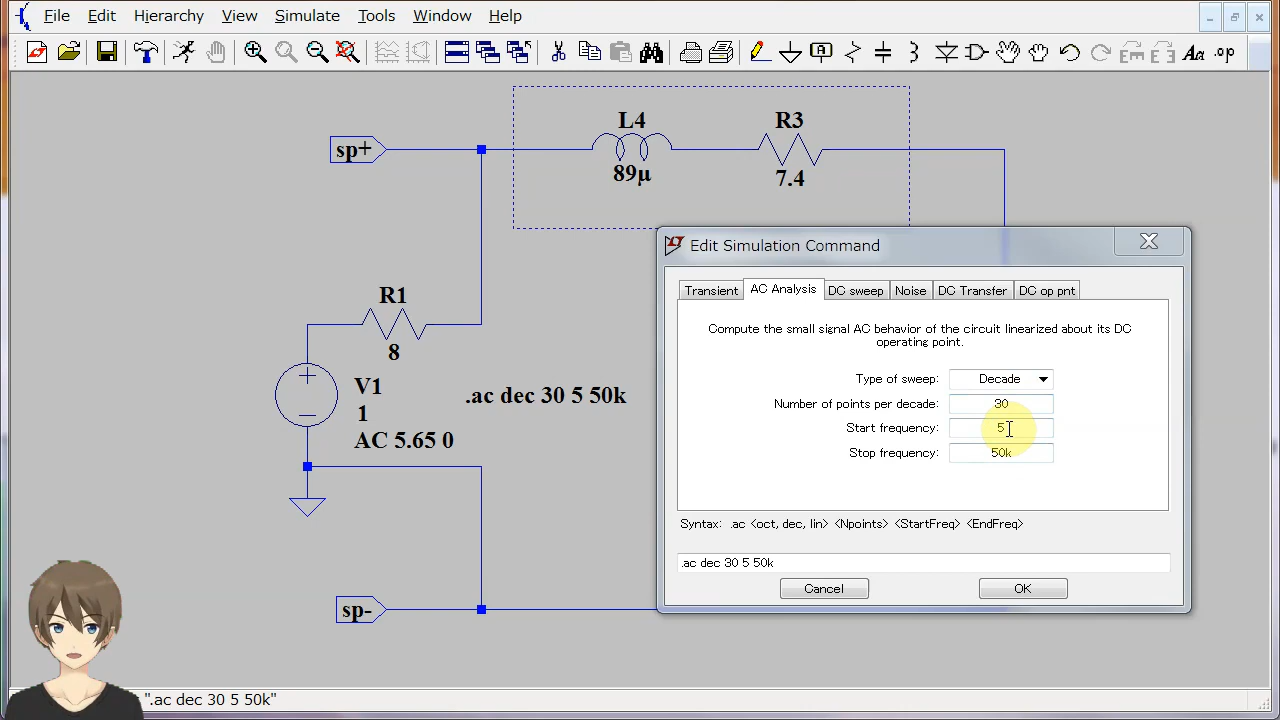 File Edit Hierarchy View Simulate Tools Window Help
Aa .op
L4
R3
sp+
89µ
7.4
Edit Simulation Command
Transient AC Analysis DC sweep Noise DC Transfer DC op pnt
Compute the small signal AC behavior of the circuit linearized about its DC
operating point.
Type of sweep: Decade
Number of points per decade: 30
Start frequency: 5
Stop frequency: 50k
Syntax: .ac <oct, dec, lin> <Npoints> <StartFreq> <EndFreq>
.ac dec 30 5 50k
Cancel OK
R1
8
V1
1
AC 5.65 0
.ac dec 30 5 50k
sp-
".ac dec 30 5 50k"